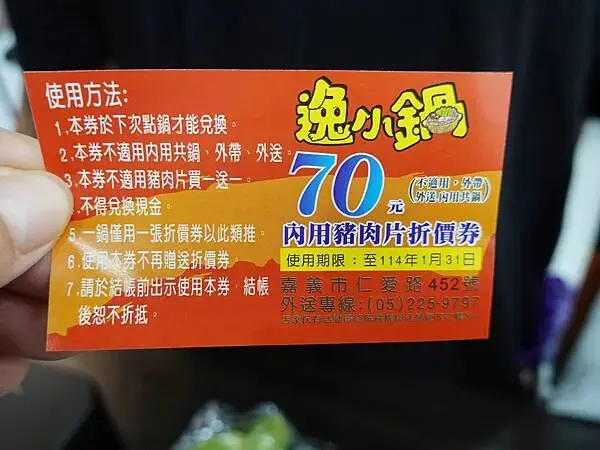 使用方法:
1.本券於下次點鍋才能兌換。
2.本券不適用内用共鍋、外帶、外送。
3.本券不適用豬肉片買一送一。
.不得兌換現金。
5.一鍋僅用一張折價券以此類推。
6.使用本券不再贈送折價券。
7.請於結帳前出示使用本券，結帳
後恕不折抵。
逸小鍋
70元
(不適用，外帶
外送.內用共鍋)
內用豬肉片折價券
使用期限：至114年1月31日
嘉義市仁愛路452號
外送專線:(05)225-9797